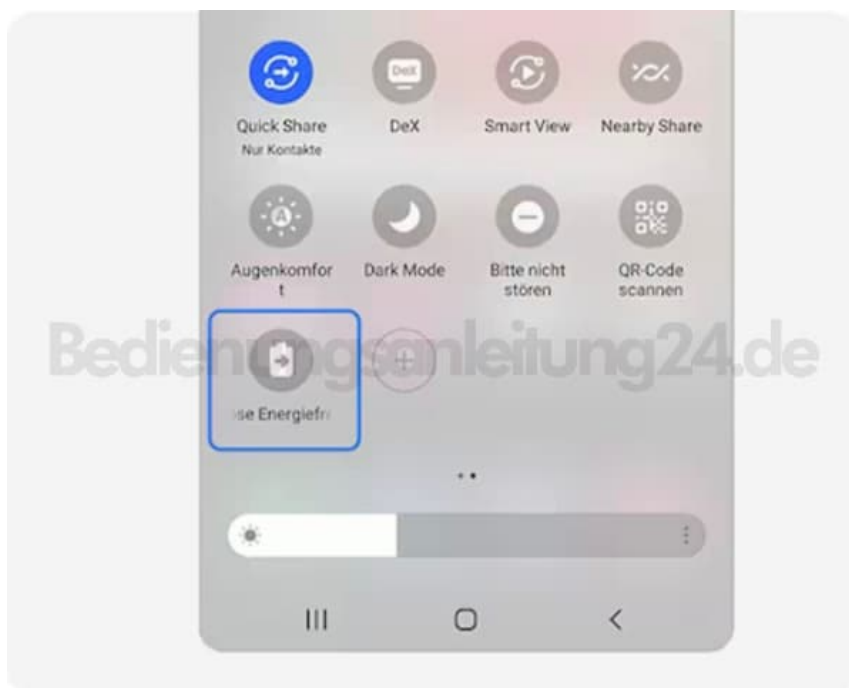 DeX
Quick Share
DeX
Smart View
Nearby Share
Nur Kontakte
A
Augenkomfor
t
Dark Mode
Bitte nicht
stören
QR-Code
scannen
Bedienungsanleitung24.de
se Energiefr